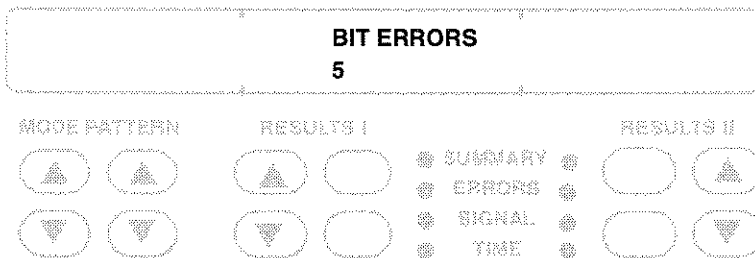 BIT ERRORS
5
MODE PATTERN RESULTS I RESULTS II
SUMMARY
ERRORS
SIGNAL
TIME